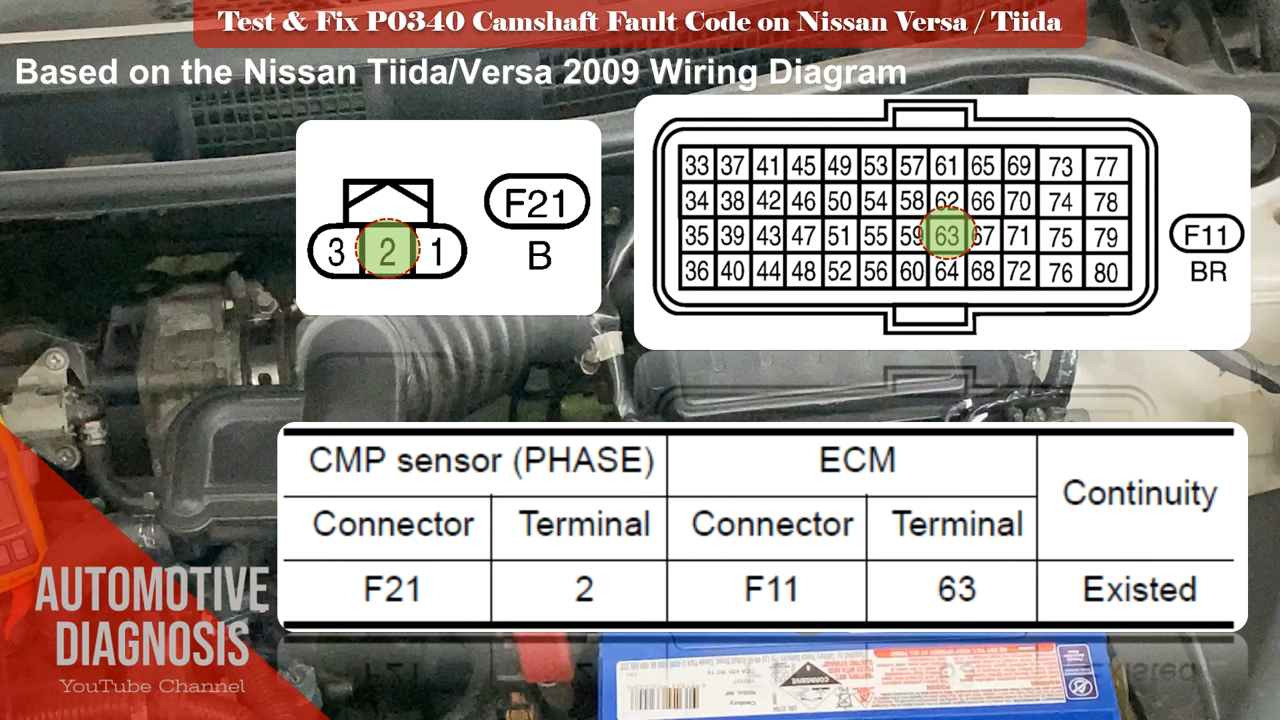 Test & Fix P0340 Camshaft Fault Code on Nissan Versa / Tiida
Based on the Nissan Tiida/Versa 2009 Wiring Diagram
3 2 1
F21
B
33 37 41 45 49 53 57 61 65 69 73 77
34 38 42 46 50 54 58 62 66 70 74 78
35 39 43 47 51 55 59 63 67 71 75 79
36 40 44 48 52 56 60 64 68 72 76 80
F11
BR
CMP sensor (PHASE) ECM Continuity
Connector Terminal Connector Terminal
F21 2 F11 63 Existed
AUTOMOTIVE
DIAGNOSIS
YouTube Channel
CORROSIVE
Century